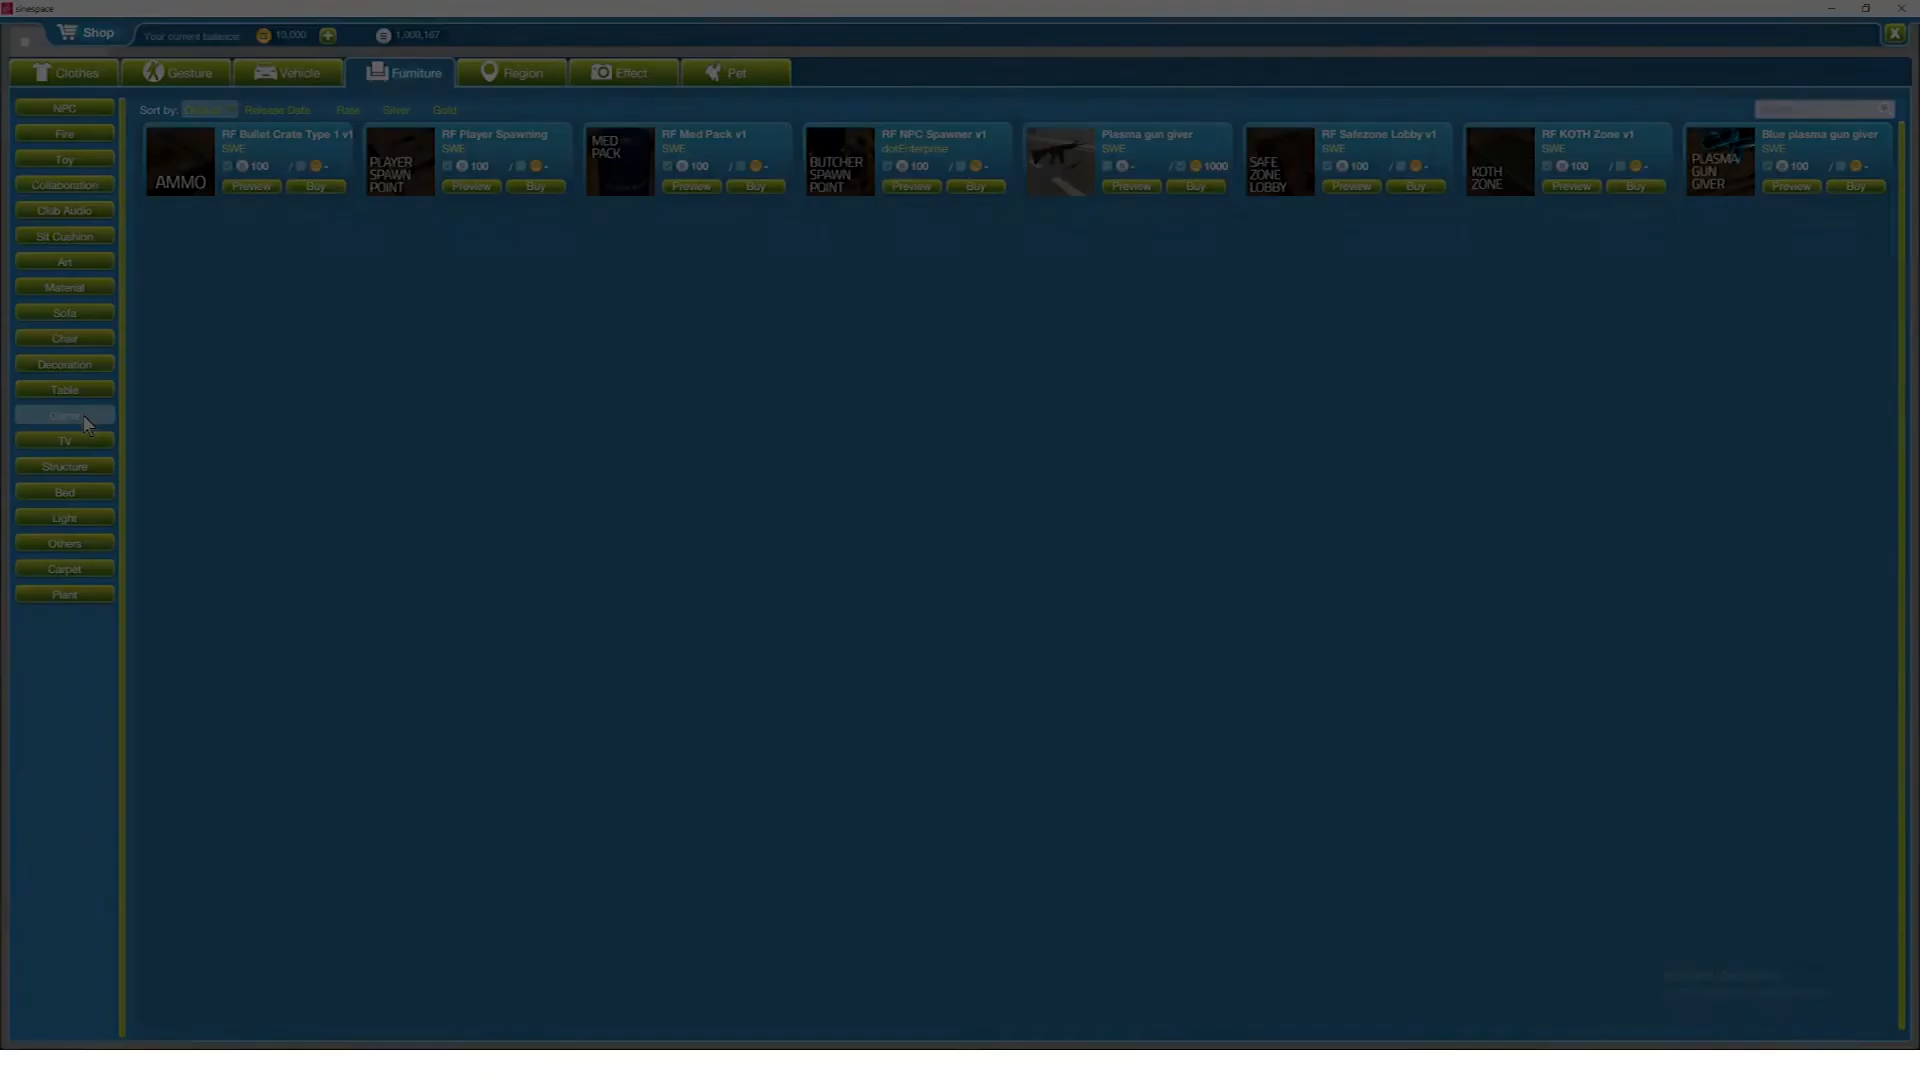 sinespace
Shop
Your current balance:
10,000
1,000,167
X
Clothes
Gesture
Vehicle
Furniture
Region
Effect
Pet
NPC
Fire
Toy
Collaboration
Club Audio
Sit Cushion
Art
Material
Sofa
Chair
Decoration
Table
Game
TV
Structure
Bed
Light
Others
Carpet
Plant
Sort by:
Release Date
Rate
Silver
Gold
AMMO
RF Bullet Crate Type 1 v1
SWE
100 / -
Preview Buy
PLAYER
SPAWN
POINT
RF Player Spawning
SWE
100 / -
Preview Buy
MED
PACK
RF Med Pack v1
SWE
100 / -
Preview Buy
BUTCHER
SPAWN
POINT
RF NPC Spawner v1
dotEnterprise
100 / -
Preview Buy
Plasma gun giver
SWE
- / 1000
Preview Buy
SAFE
ZONE
LOBBY
RF Safezone Lobby v1
SWE
100 / -
Preview Buy
KOTH
ZONE
RF KOTH Zone v1
SWE
100 / -
Preview Buy
PLASMA
GUN
GIVER
Blue plasma gun giver
SWE
100 / -
Preview Buy